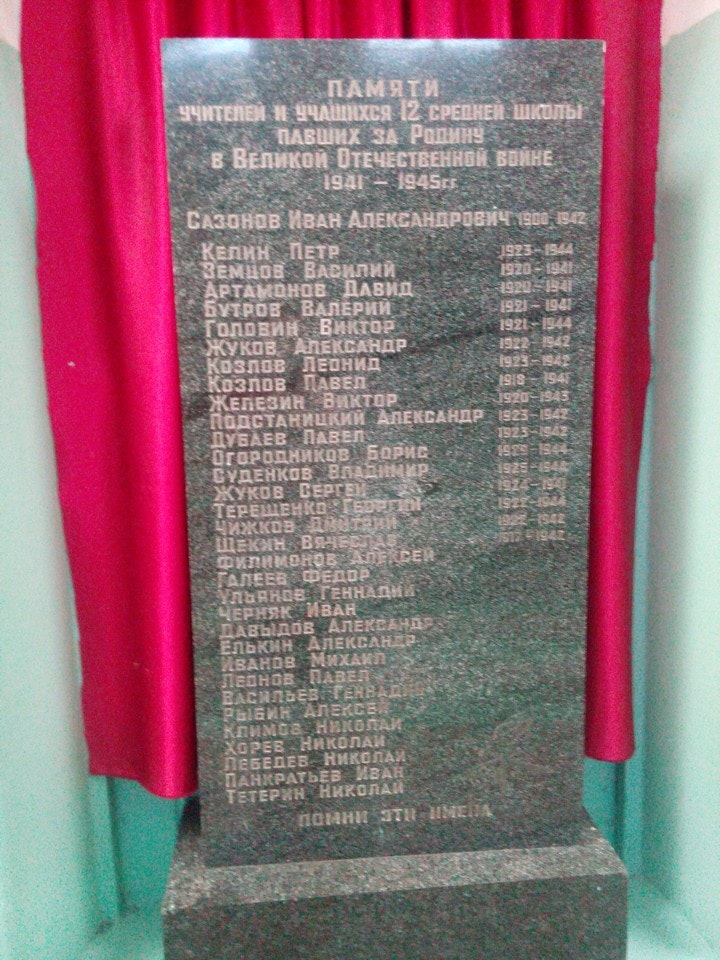 ПАМЯТИ
УЧИТЕЛЕЙ И УЧАЩИХСЯ 12 СРЕДНЕЙ ШКОЛЫ
ПАВШИХ ЗА РОДИНУ
В ВЕЛИКОЙ ОТЕЧЕСТВЕННОЙ ВОЙНЕ
1941 – 1945гг
САЗОНОВ ИВАН АЛЕКСАНДРОВИЧ 1900 1942
КЕЛИН ПЕТР 1923-1944
ЗЕМЦОВ ВАСИЛИЙ 1920-1941
АРТАМОНОВ ДАВИД 1920-1941
БУТРОВ ВАЛЕРИЙ 1921-1941
ГОЛОВИН ВИКТОР 1921-1944
ЖУКОВ АЛЕКСАНДР 1922-1942
КОЗЛОВ ЛЕОНИД 1923-1942
КОЗЛОВ ПАВЕЛ 1918-1941
ЖЕЛЕЗИН ВИКТОР 1920-1943
ПОДСТАНИЦКИЙ АЛЕКСАНДР 1923-1942
ДУБАЕВ ПАВЕЛ 1923-1942
ОГОРОДНИКОВ БОРИС
СУДЕНКОВ ВЛАДИМИР
ЖУКОВ СЕРГЕЙ
ТЕРЕЩЕНКО ГЕОРГИЙ 1922-1944
ЧИЖКОВ ДМИТРИЙ 1922-1942
ЩЕКИН ВЯЧЕСЛАВ
ФИЛИМОНОВ АЛЕКСЕЙ
ГАЛЕЕВ ФЕДОР
УЛЬЯНОВ ГЕННАДИЙ
ЧЕРНЯК ИВАН
ДАВЫДОВ АЛЕКСАНДР
ЕЛЬКИН АЛЕКСАНДР
ИВАНОВ МИХАИЛ
ЛЕОНОВ ПАВЕЛ
ВАСИЛЬЕВ ГЕННАДИЙ
РЫБИН АЛЕКСЕЙ
КЛИМОВ НИКОЛАЙ
ХОРЕВ НИКОЛАЙ
ЛЕБЕДЕВ НИКОЛАЙ
ПАНКРАТЬЕВ ИВАН
ТЕТЕРИН НИКОЛАЙ
ПОМНИ ЭТИ ИМЕНА